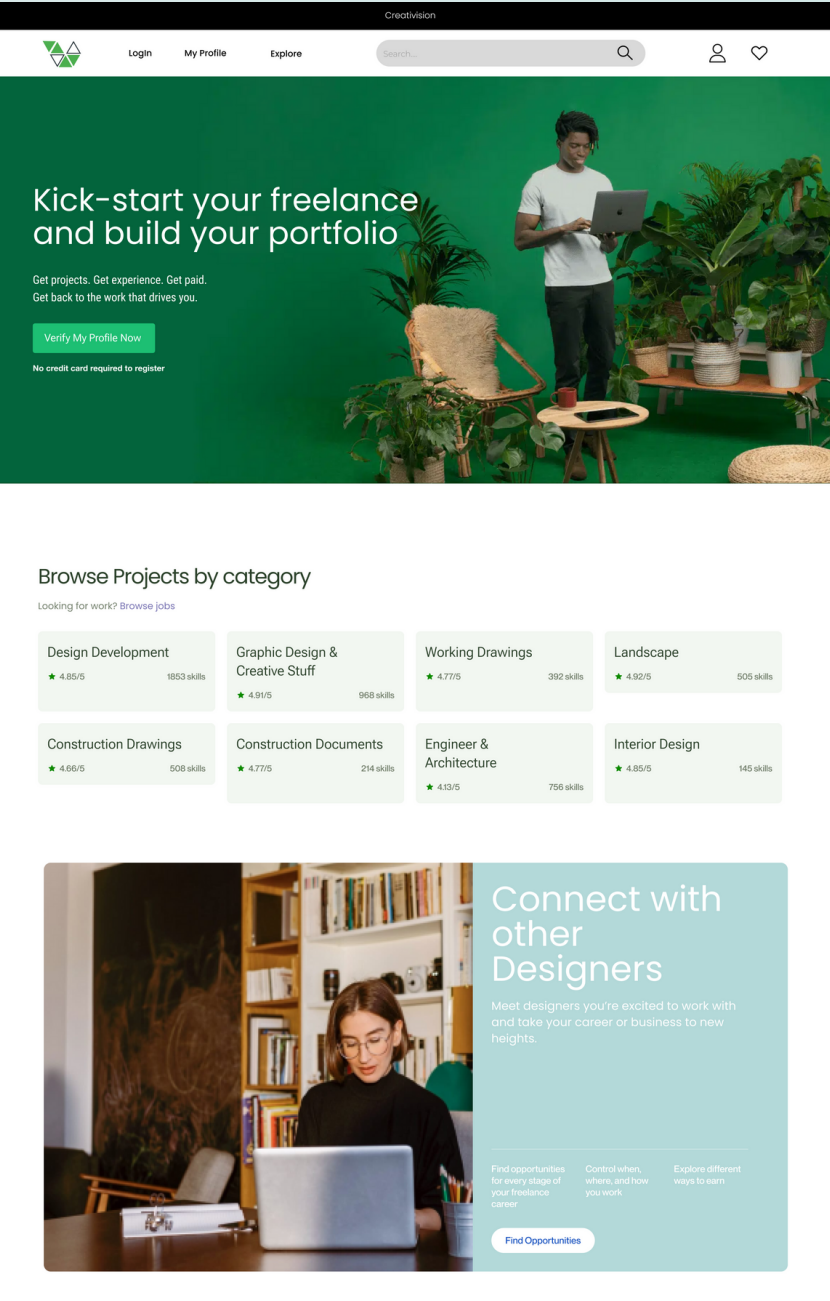 Creativision
LogIn
My Profile
Explore
Search...
Kick-start your freelance
and build your portfolio
Get projects. Get experience. Get paid.
Get back to the work that drives you.
Verify My Profile Now
No credit card required to register
Browse Projects by category
Looking for work? Browse jobs
Design Development
4.85/5 1853 skills
Graphic Design &
Creative Stuff
4.91/5 968 skills
Working Drawings
4.77/5 392 skills
Landscape
4.92/5 505 skills
Construction Drawings
4.66/5 508 skills
Construction Documents
4.77/5 214 skills
Engineer &
Architecture
4.13/5 756 skills
Interior Design
4.85/5 145 skills
Connect with
other
Designers
Meet designers you're excited to work with
and take your career or business to new
heights.
Find opportunities
for every stage of
your freelance
career
Control when,
where, and how
you work
Explore different
ways to earn
Find Opportunities